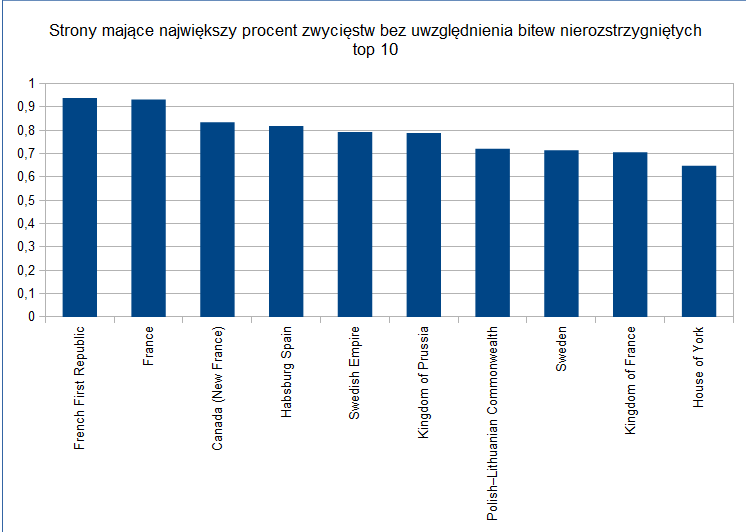 Strony mające największy procent zwycięstw bez uwzględnienia bitew nierozstrzygniętych
top 10
1
0,9
0,8
0,7
0,6
0,5
0,4
0,3
0,2
0,1
0
French First Republic
France
Canada (New France)
Habsburg Spain
Swedish Empire
Kingdom of Prussia
Polish–Lithuanian Commonwealth
Sweden
Kingdom of France
House of York